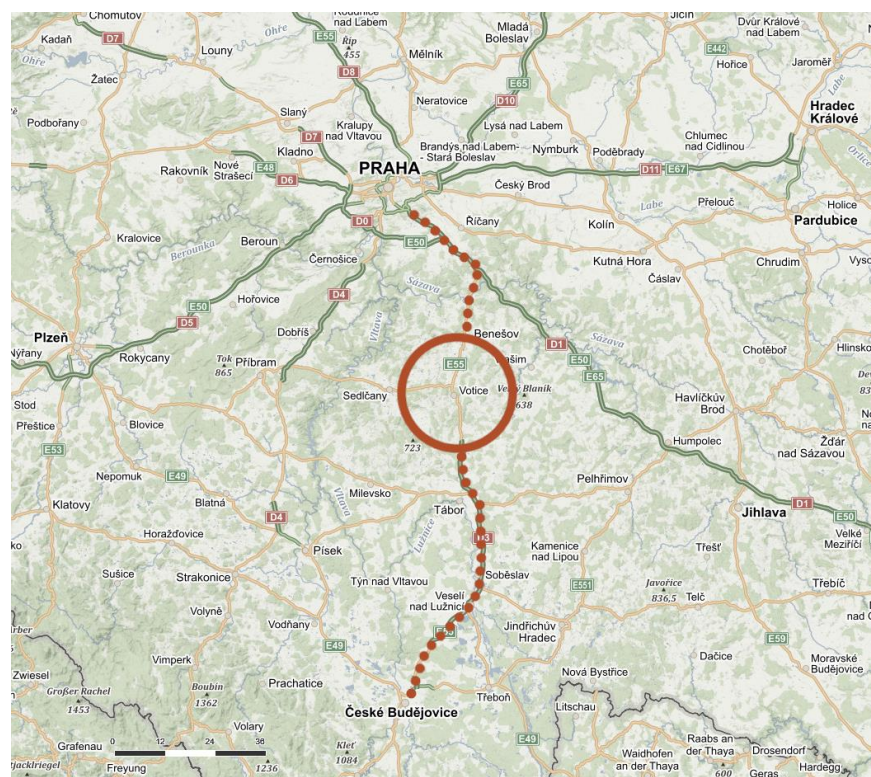 Chomutov
Kadaň
D7
Ohře
Louny
Ohře
Žatec
Podbořany
Roudnice
nad Labem
E55
Říp
455
D8
Mělník
Mladá
Boleslav
E65
D10
Jičín
Dvůr Králové
nad Labem
E442
Hořice
Jaroměř
Labe
Neratovice
Slaný
D7
Kralupy
nad Vltavou
Kladno
Lysá nad Labem
Brandýs nad Labem-
- Stará Boleslav
Nymburk
Poděbrady
Chlumec
nad Cidlinou
Hradec
Králové
Orlice
Rakovník
Nové
Strašecí
E48
D6
PRAHA
D11
E67
Český Brod
Labe
Přelouč
Holice
Pardubice
D0
Říčany
Kolín
E50
Kralovice
Berounka
Beroun
Černošice
Kutná Hora
Čáslav
Chrudim
Sázava
D4
E50
Hořovice
D5
Plzeň
Nýřany
Rokycany
Dobříš
Vltava
Benešov
Sázava
D1
E50
E65
Chotěboř
Hlinsko
Tok
865
Příbram
E55
Votice
Velký Blaník
638
Sedlčany
Stod
Přeštice
Blovice
723
Havlíčkův
Brod
Humpolec
Žďár
nad Sázavou
E53
Nepomuk
E49
Klatovy
Blatná
Vltava
Milevsko
Pelhřimov
D4
Tábor
Lužnice
D1
E50
Jihlava
Velké
Meziříčí
Horažďovice
Písek
D3
Kamenice
nad Lipou
Třešť
Sušice
Strakonice
Týn nad Vltavou
Soběslav
E551
Javořice
836,5
Telč
Třebíč
Volyně
Vodňany
Veselí
nad Lužnicí
E55
Jindřichův
Hradec
E49
E59
Vimperk
Dačice
Moravské
Budějovice
Zwiesel
Großer Rachel
1453
Boubín
1362
Prachatice
Třeboň
Nová Bystřice
Litschau
České Budějovice
Volary
Kleť
1084
E49
Grafenau
0
12
24
36
1236
Freyung
Waidhofen
an der Thaya
Raabs an
der Thaya
Drosendorf
600
Geras
Hardegg